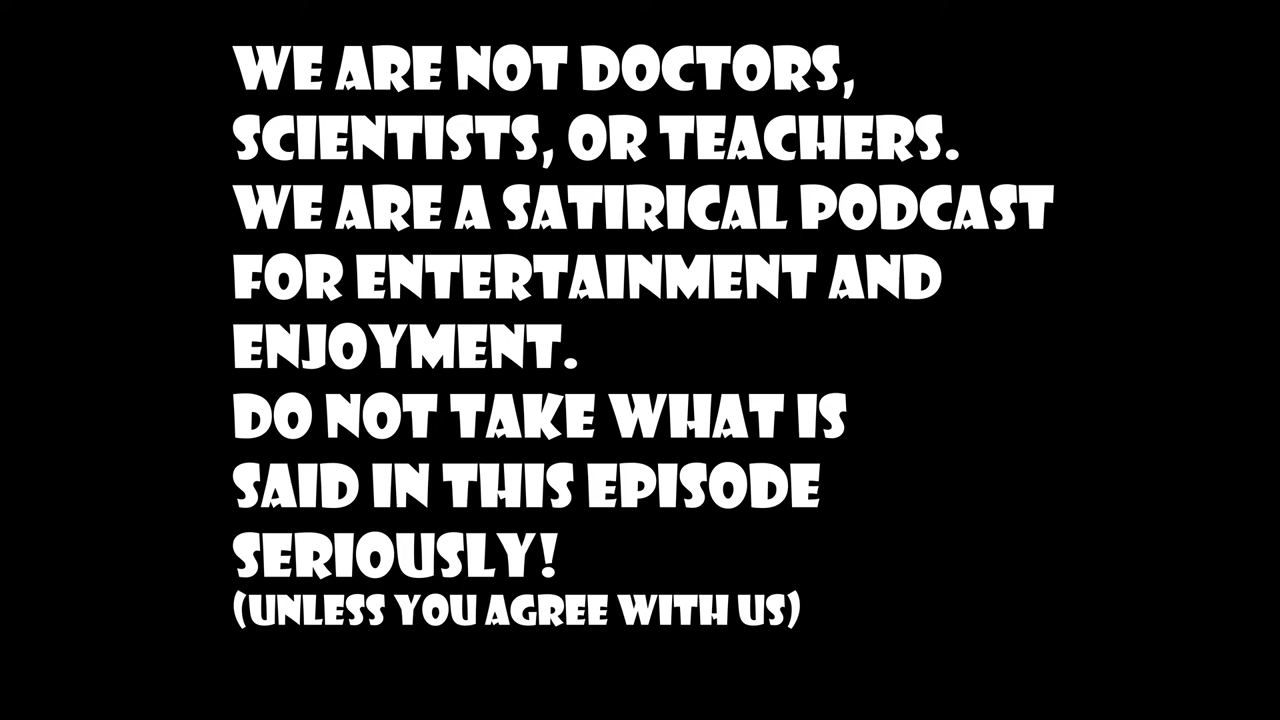 WE ARE NOT DOCTORS,
SCIENTISTS, OR TEACHERS.
WE ARE A SATIRICAL PODCAST
FOR ENTERTAINMENT AND
ENJOYMENT.
DO NOT TAKE WHAT IS
SAID IN THIS EPISODE
SERIOUSLY!
(UNLESS YOU AGREE WITH US)